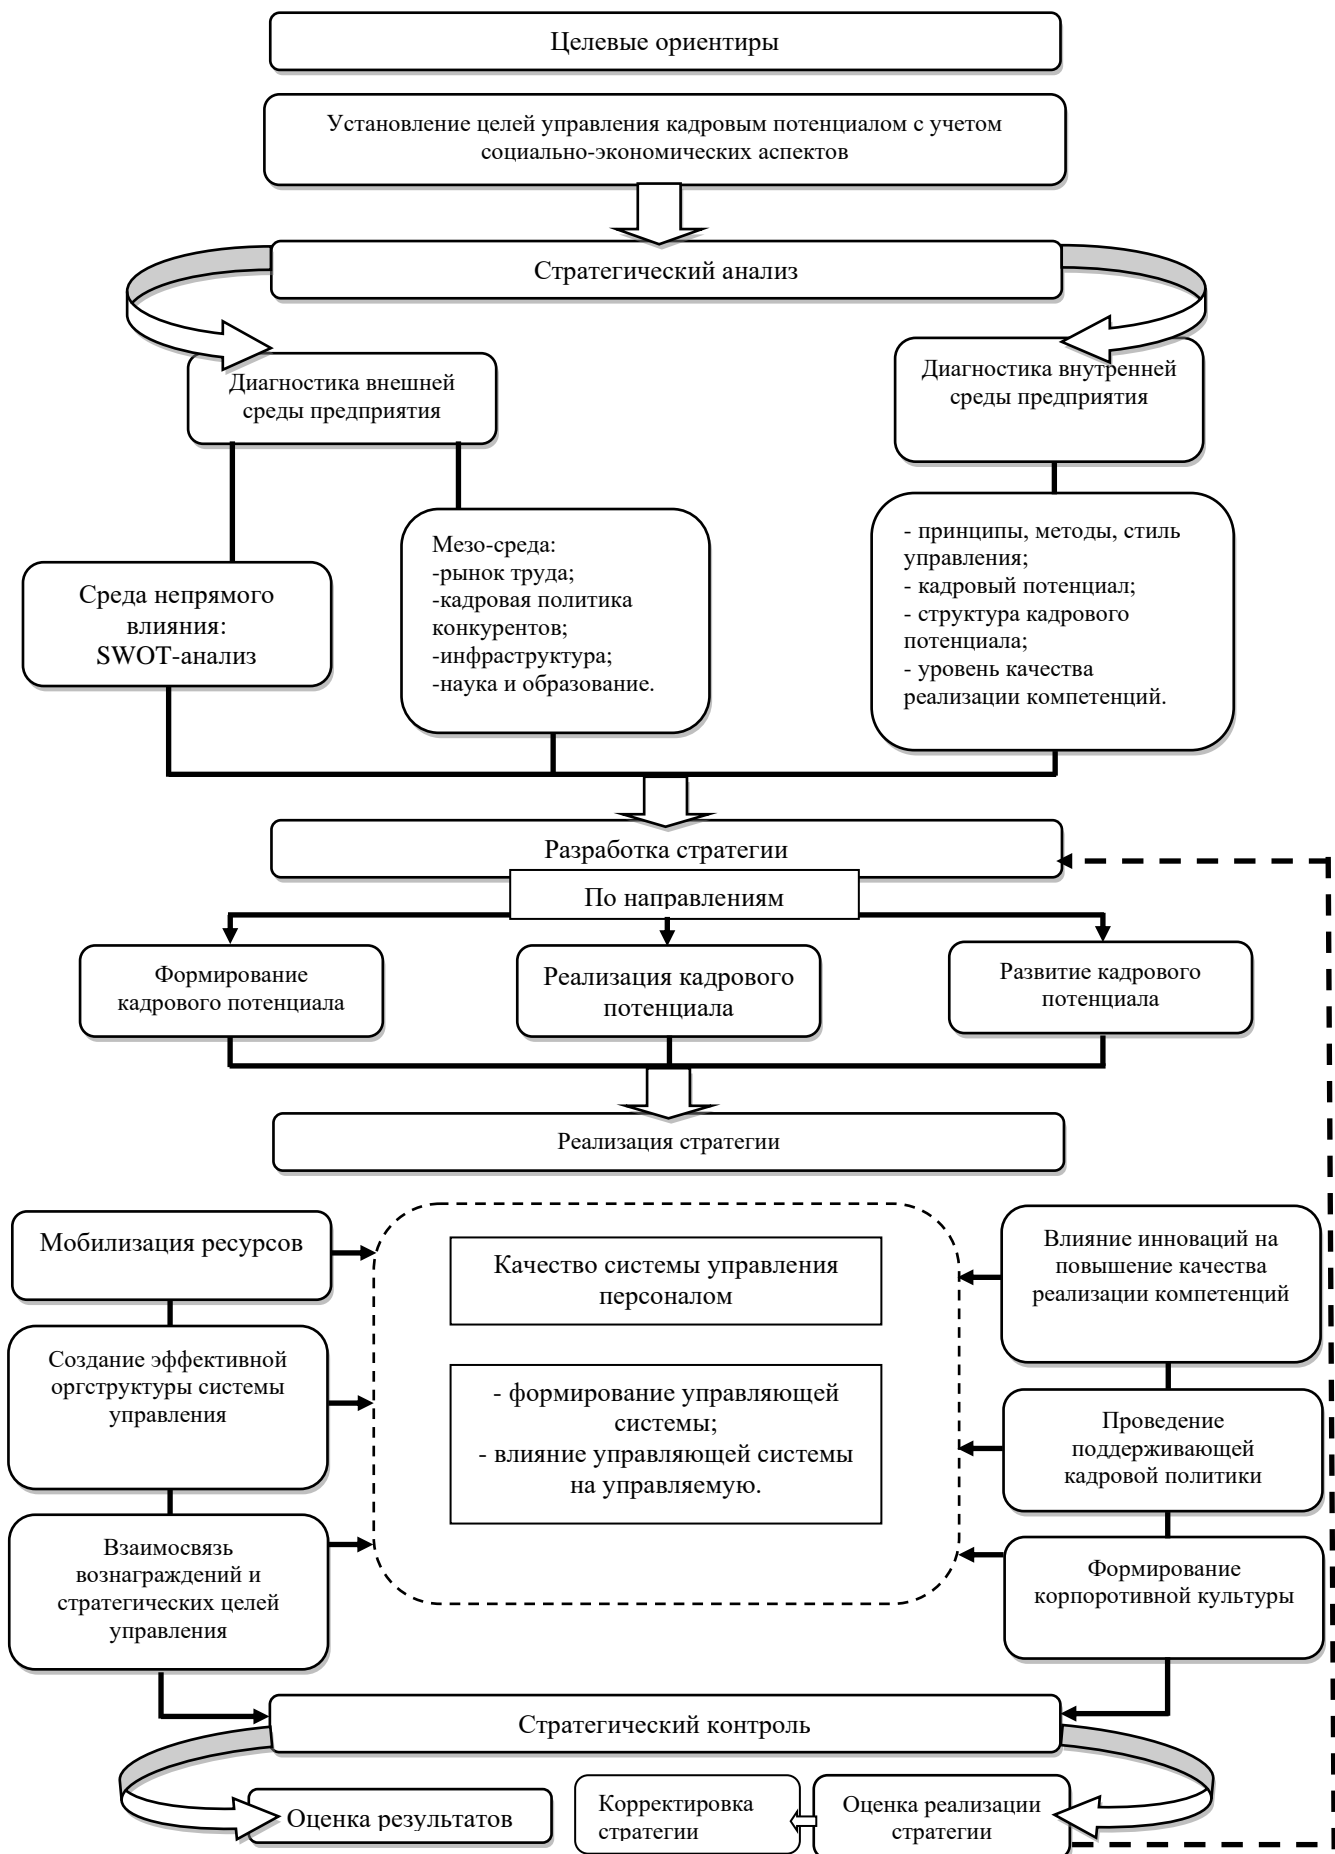 Целевые ориентиры
Установление целей управления кадровым потенциалом с учетом
социально-экономических аспектов
Стратегический анализ
Диагностика внешней
среды предприятия
Диагностика внутренней
среды предприятия
Среда непрямого
влияния:
SWOT-анализ
Мезо-среда:
-рынок труда;
-кадровая политика
конкурентов;
-инфраструктура;
-наука и образование.
- принципы, методы, стиль
управления;
- кадровый потенциал;
- структура кадрового
потенциала;
- уровень качества
реализации компетенций.
Разработка стратегии
По направлениям
Формирование
кадрового потенциала
Реализация кадрового
потенциала
Развитие кадрового
потенциала
Реализация стратегии
Мобилизация ресурсов
Создание эффективной
оргструктуры системы
управления
Взаимосвязь
вознаграждений и
стратегических целей
управления
Качество системы управления
персоналом
- формирование управляющей
системы;
- влияние управляющей системы
на управляемую.
Влияние инноваций на
повышение качества
реализации компетенций
Проведение
поддерживающей
кадровой политики
Формирование
корпоротивной культуры
Стратегический контроль
Оценка результатов
Корректировка
стратегии
Оценка реализации
стратегии